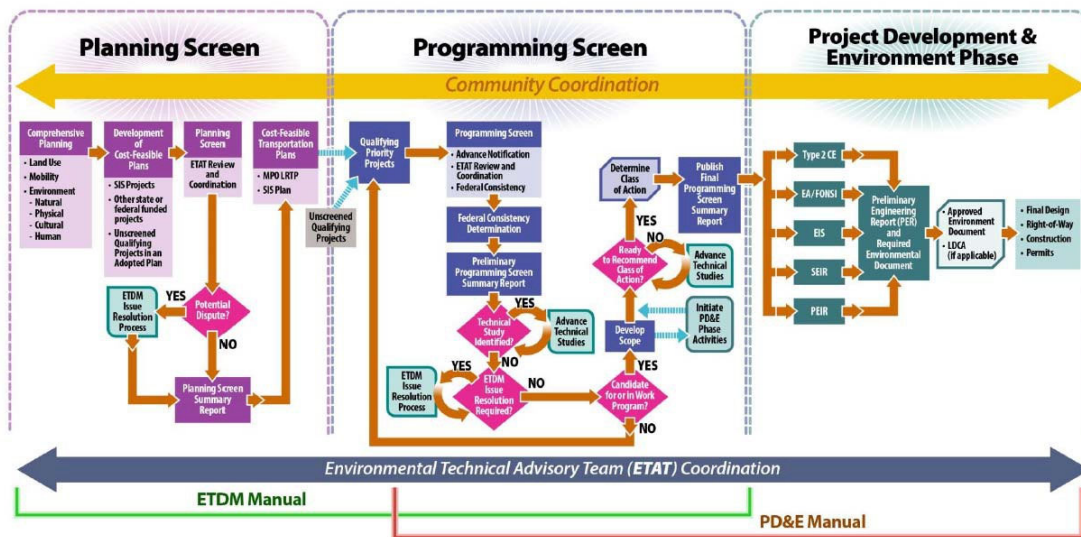 Planning Screen
Programming Screen
Project Development &
Environment Phase
Community Coordination
Comprehensive
Planning
• Land Use
• Mobility
• Environment
- Natural
- Physical
- Cultural
- Human
Development
of
Cost-Feasible
Plans
• SIS Projects
• Other state or
federal funded
projects
• Unscreened
Qualifying
Projects in an
Adopted Plan
Planning
Screen
ETAT Review
and
Coordination
Cost-Feasible
Transportation
Plans
• MPO LRTP
• SIS Plan
ETDM
Issue
Resolution
Process
YES
Potential
Dispute?
NO
Planning Screen
Summary
Report
Unscreened
Qualifying
Projects
Qualifying
Priority
Projects
Programming
Screen
• Advance Notification
• ETAT Review and
Coordination
• Federal Consistency
Federal Consistency
Determination
Preliminary
Programming Screen
Summary Report
Technical
Study
Identified?
YES
Advance
Technical
Studies
NO
ETDM
Issue
Resolution
Process
YES
ETDM
Issue
Resolution
Required?
NO
Candidate
for or in Work
Program?
NO
YES
Develop
Scope
Initiate
PD&E
Phase
Activities
Ready
to Recommend
Class of
Action?
NO
Advance
Technical
Studies
YES
Determine
Class
of Action
Publish
Final
Programming
Screen
Summary
Report
Type 2 CE
EA/FONSI
EIS
SEIR
PEIR
Preliminary
Engineering
Report (PER)
and
Required
Environmental
Document
• Approved
Environment
Document
• LDCA
(if applicable)
• Final Design
• Right-of-Way
• Construction
• Permits
Environmental Technical Advisory Team (ETAT) Coordination
ETDM Manual
PD&E Manual